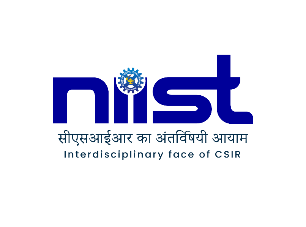 niist
सीएसआईआर का अंतर्विषयी आयाम
Interdisciplinary face of CSIR